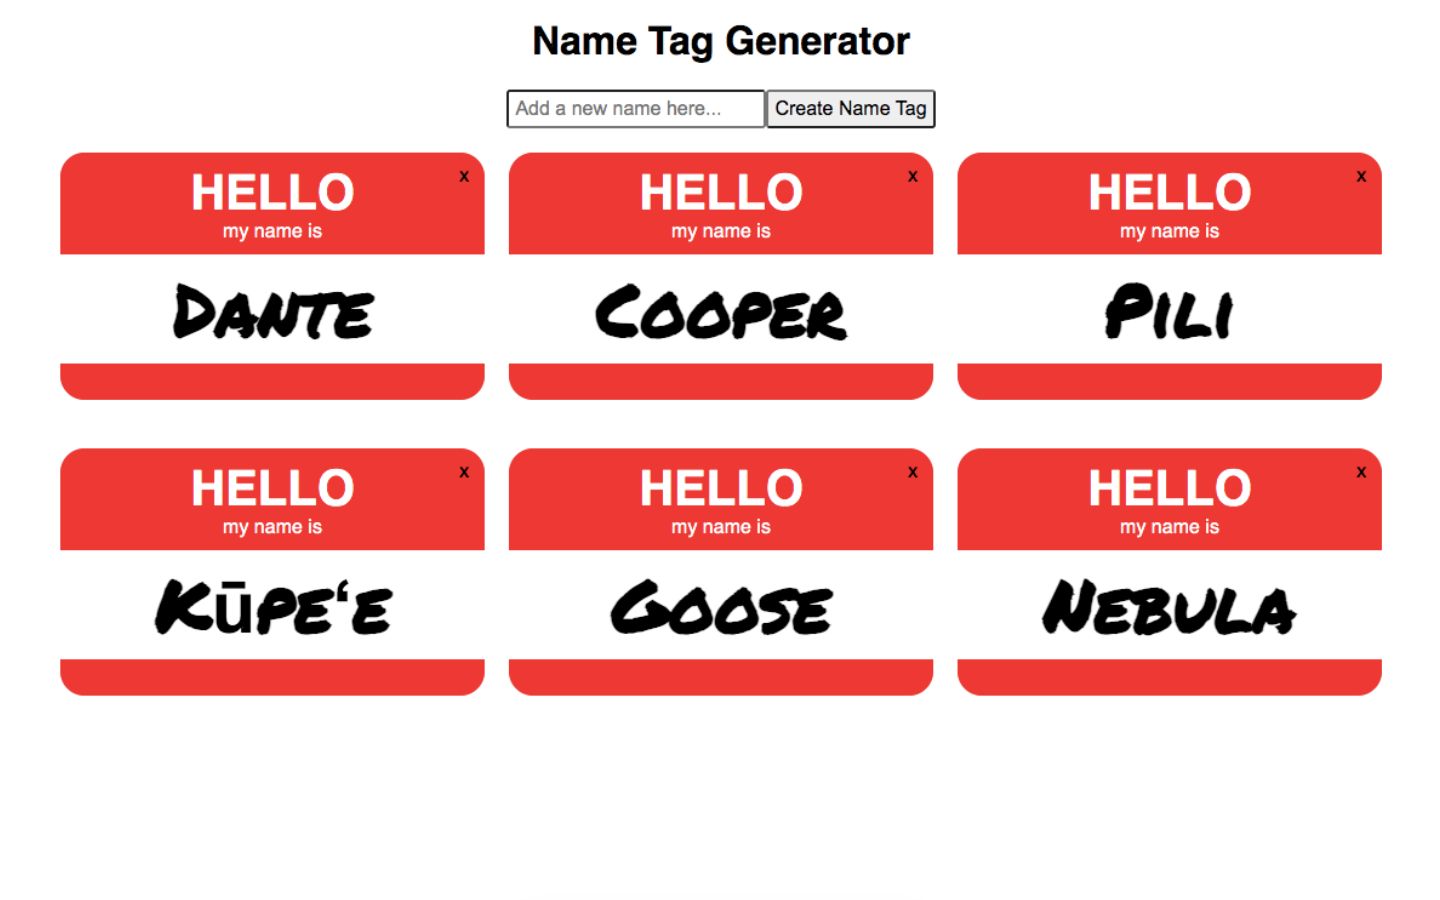 Name Tag Generator
Add a new name here... Create Name Tag
x x x
HELLO HELLO HELLO
my name is my name is my name is
Dante Cooper Pili
x x x
HELLO HELLO HELLO
my name is my name is my name is
Kūpeʻe Goose Nebula